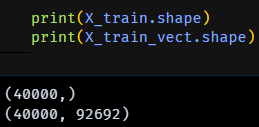 print(X_train.shape)
print(X_train_vect.shape)
(40000,)
(40000, 92692)